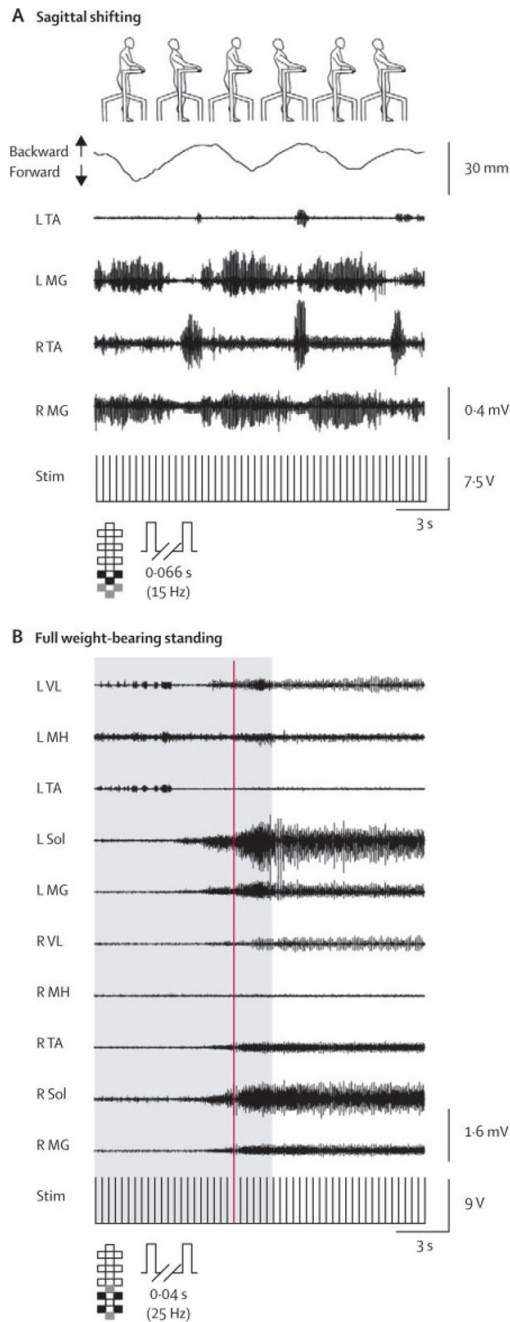 A Sagittal shifting
Backward
Forward
30 mm
L TA
L MG
R TA
R MG
0·4 mV
Stim
7·5 V
3 s
0·066 s
(15 Hz)
B Full weight-bearing standing
L VL
L MH
L TA
L Sol
L MG
R VL
R MH
R TA
R Sol
R MG
1·6 mV
Stim
9 V
3 s
0·04 s
(25 Hz)